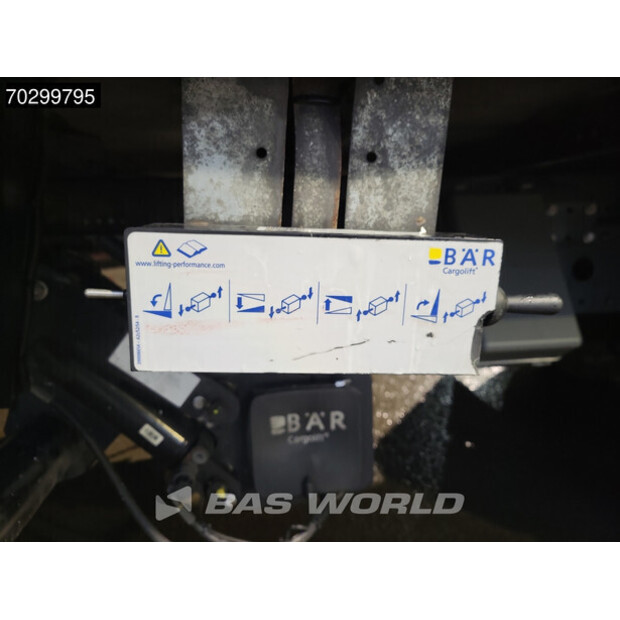 70299795
www.lifting-performance.com
BÄR
Cargolift
BÄR
Cargolift
BAS WORLD